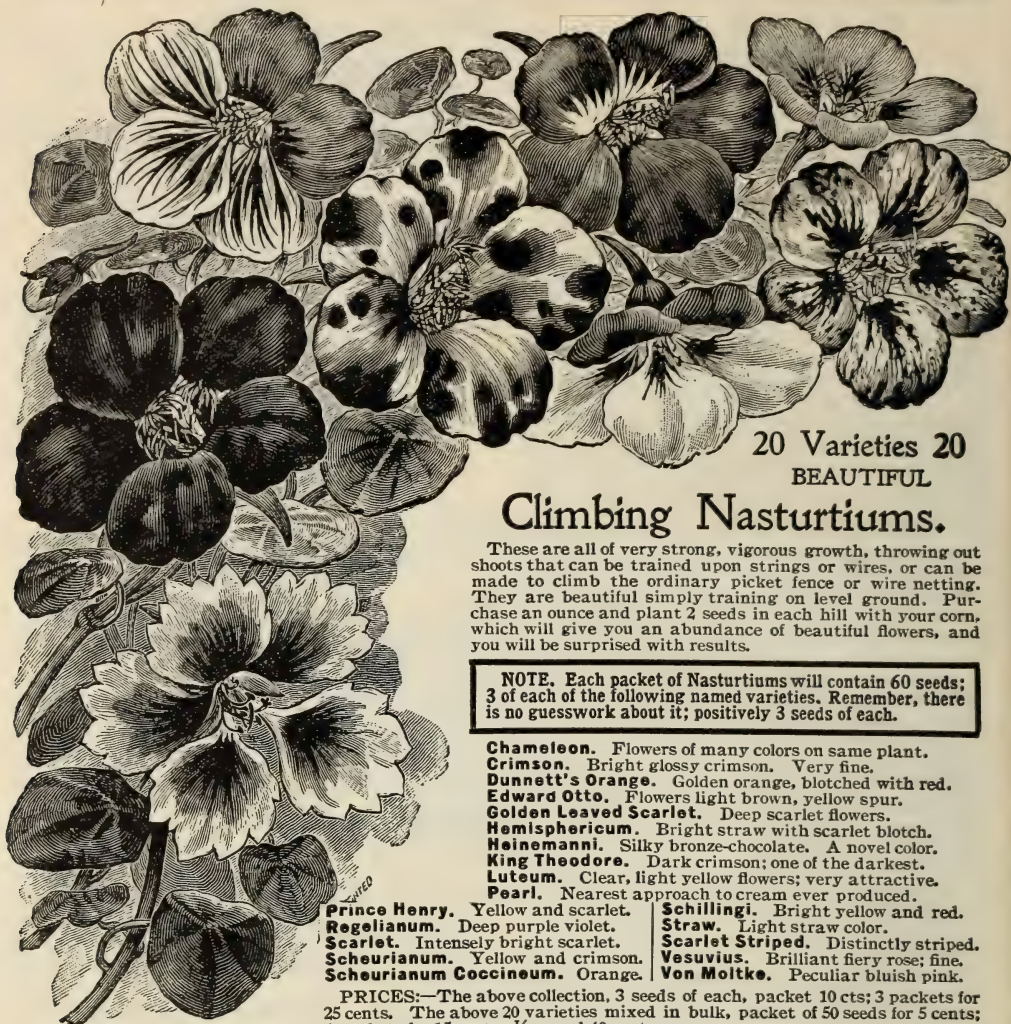 20 Varieties 20
BEAUTIFUL
Climbing Nasturtiums.
These are all of very strong, vigorous growth, throwing out
shoots that can be trained upon strings or wires, or can be
made to climb the ordinary picket fence or wire netting.
They are beautiful simply training on level ground. Pur-
chase an ounce and plant 2 seeds in each hill with your corn,
which will give you an abundance of beautiful flowers, and
you will be surprised with results.
NOTE. Each packet of Nasturtiums will contain 60 seeds;
3 of each of the following named varieties. Remember, there
is no guesswork about it; positively 3 seeds of each.
Chameleon. Flowers of many colors on same plant.
Crimson. Bright glossy crimson. Very fine.
Dunnett's Orange. Golden orange, blotched with red.
Edward Otto. Flowers light brown, yellow spur.
Golden Leaved Scarlet. Deep scarlet flowers.
Hemisphericum. Bright straw with scarlet blotch.
Heinemanni. Silky bronze-chocolate. A novel color.
King Theodore. Dark crimson; one of the darkest.
Luteum. Clear, light yellow flowers; very attractive.
Pearl. Nearest approach to cream ever produced.
Prince Henry. Yellow and scarlet.
Regelianum. Deep purple violet.
Scarlet. Intensely bright scarlet.
Scheurianum. Yellow and crimson.
Scheurianum Coccineum. Orange.
Schillingi. Bright yellow and red.
Straw. Light straw color.
Scarlet Striped. Distinctly striped.
Vesuvius. Brilliant fiery rose; fine.
Von Moltke. Peculiar bluish pink.
PRICES:—The above collection, 3 seeds of each, packet 10 cts; 3 packets for
25 cents. The above 20 varieties mixed in bulk, packet of 50 seeds for 5 cents;